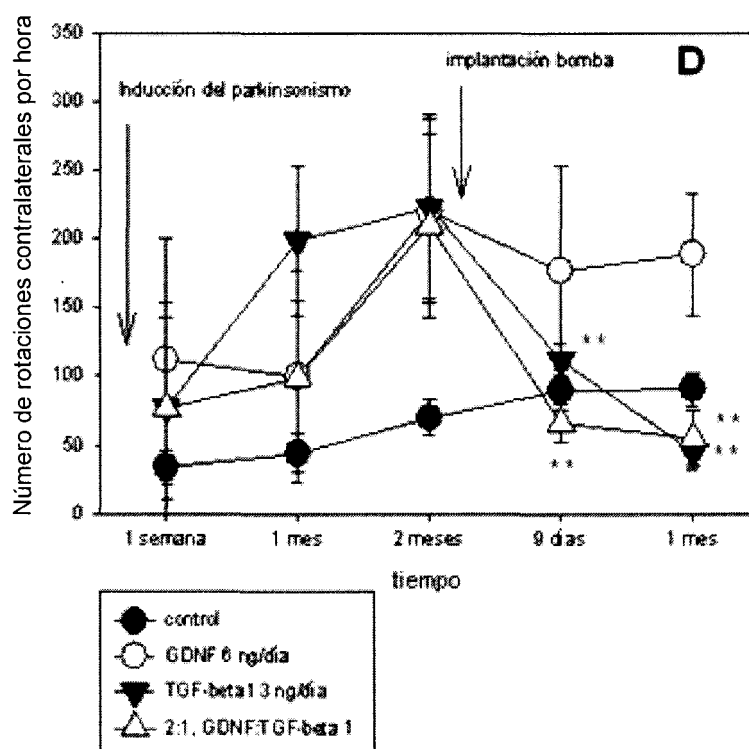 Número de rotaciones contralaterales por hora
350
300
250
200
150
100
50
0
Inducción del parkinsonismo
implantación bomba
D
**
**
**
**
1 semana
1 mes
2 meses
9 días
1 mes
tiempo
control
GDNF 6 ng/día
TGF-beta1 3 ng/día
2:1, GDNF:TGF-beta 1